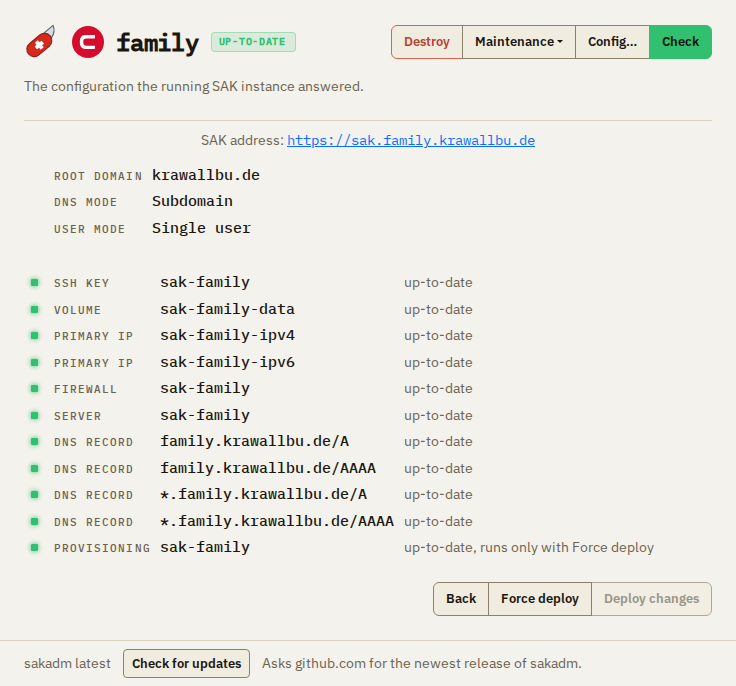 family UP-TO-DATE Destroy Maintenance Config... Check
The configuration the running SAK instance answered.
SAK address: https://sak.family.krawallbu.de
ROOT DOMAIN krawallbu.de
DNS MODE Subdomain
USER MODE Single user
SSH KEY sak-family up-to-date
VOLUME sak-family-data up-to-date
PRIMARY IP sak-family-ipv4 up-to-date
PRIMARY IP sak-family-ipv6 up-to-date
FIREWALL sak-family up-to-date
SERVER sak-family up-to-date
DNS RECORD family.krawallbu.de/A up-to-date
DNS RECORD family.krawallbu.de/AAAA up-to-date
DNS RECORD *.family.krawallbu.de/A up-to-date
DNS RECORD *.family.krawallbu.de/AAAA up-to-date
PROVISIONING sak-family up-to-date, runs only with Force deploy
Back Force deploy Deploy changes
sakadm latest Check for updates Asks github.com for the newest release of sakadm.